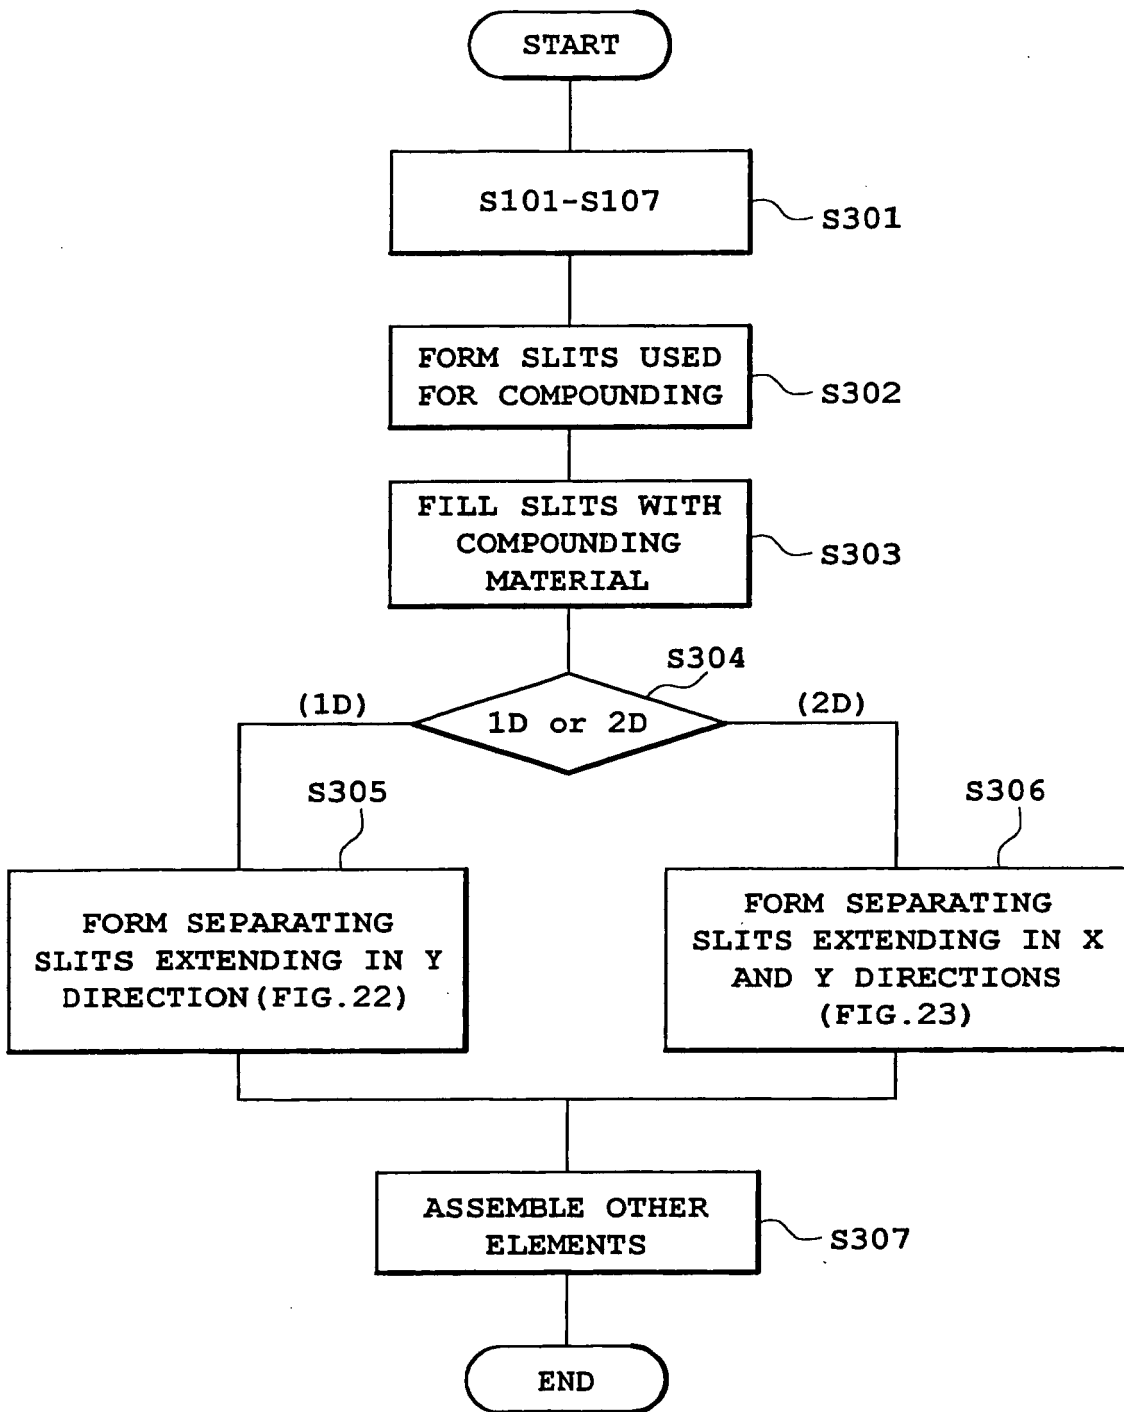 START
S101-S107
S301
FORM SLITS USED
FOR COMPOUNDING
S302
FILL SLITS WITH
COMPOUNDING
MATERIAL
S303
S304
(1D)
1D or 2D
(2D)
S305
S306
FORM SEPARATING
SLITS EXTENDING IN Y
DIRECTION(FIG.22)
FORM SEPARATING
SLITS EXTENDING IN X
AND Y DIRECTIONS
(FIG.23)
ASSEMBLE OTHER
ELEMENTS
S307
END